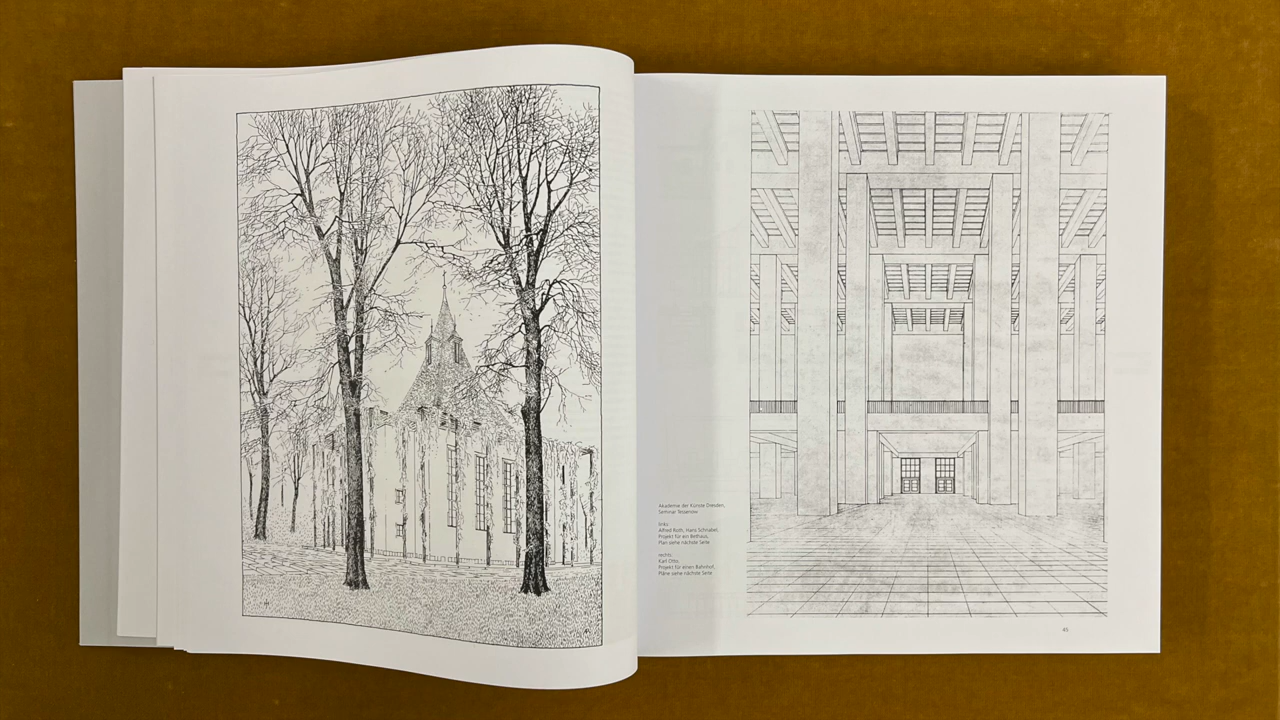 Akademie der Künste Dresden,
Seminar Tessenow
links:
Alfred Roth, Hans Schnabel,
Projekt für ein Bethaus,
Plan siehe nächste Seite
rechts:
Karl Otto,
Projekt für einen Bahnhof,
Pläne siehe nächste Seite
45